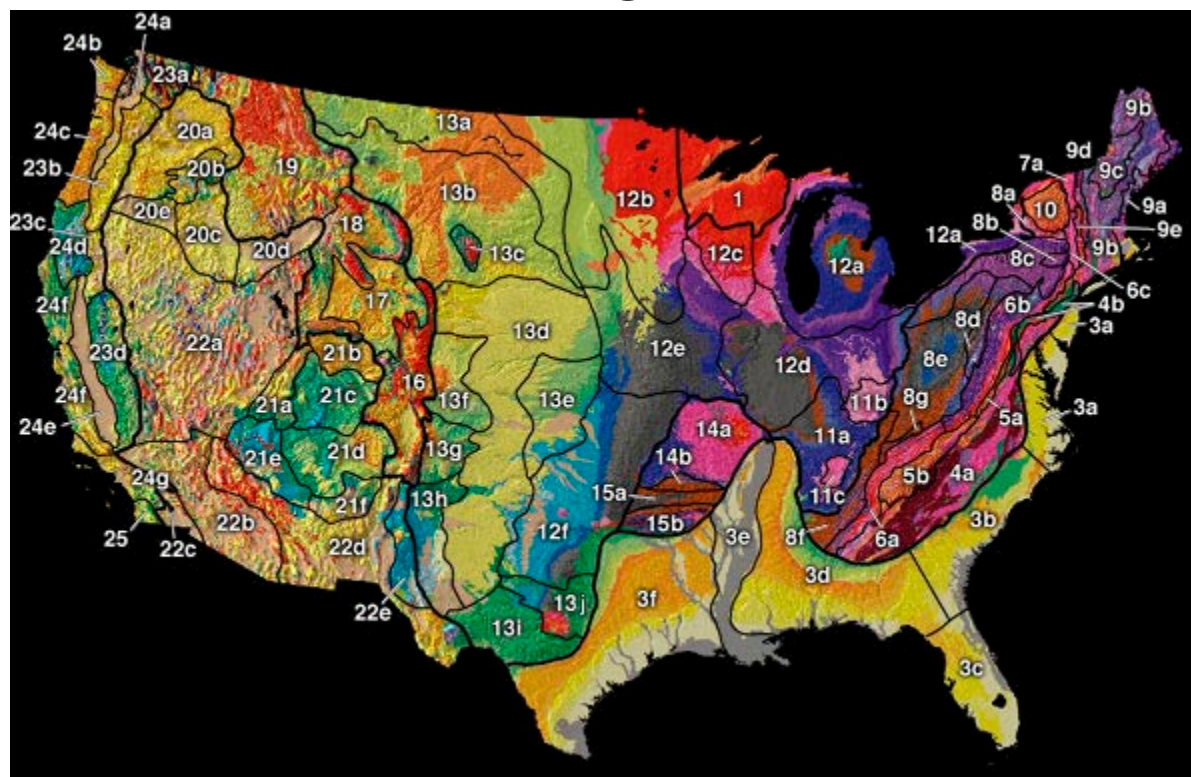 24a
24b
23a
9b
13a
24c
20a
9d
7a
9c
23b
20b
19
13b
12b
1
8a
10
9a
20e
23c
18
8b
24d
20c
20d
13c
12c
12a
12a
9e
8c
9b
24f
17
6b
6c
4b
13d
8d
3a
23d
22a
21b
12e
12d
8e
24f
21c
16
13f
13e
11b
8g
21a
5a
3a
24e
14a
11a
21e
21d
13g
14b
5b
4a
24g
21f
13h
15a
11c
22b
12f
15b
3b
25
22c
22d
3e
8f
6a
3d
22e
3f
13j
13i
3c